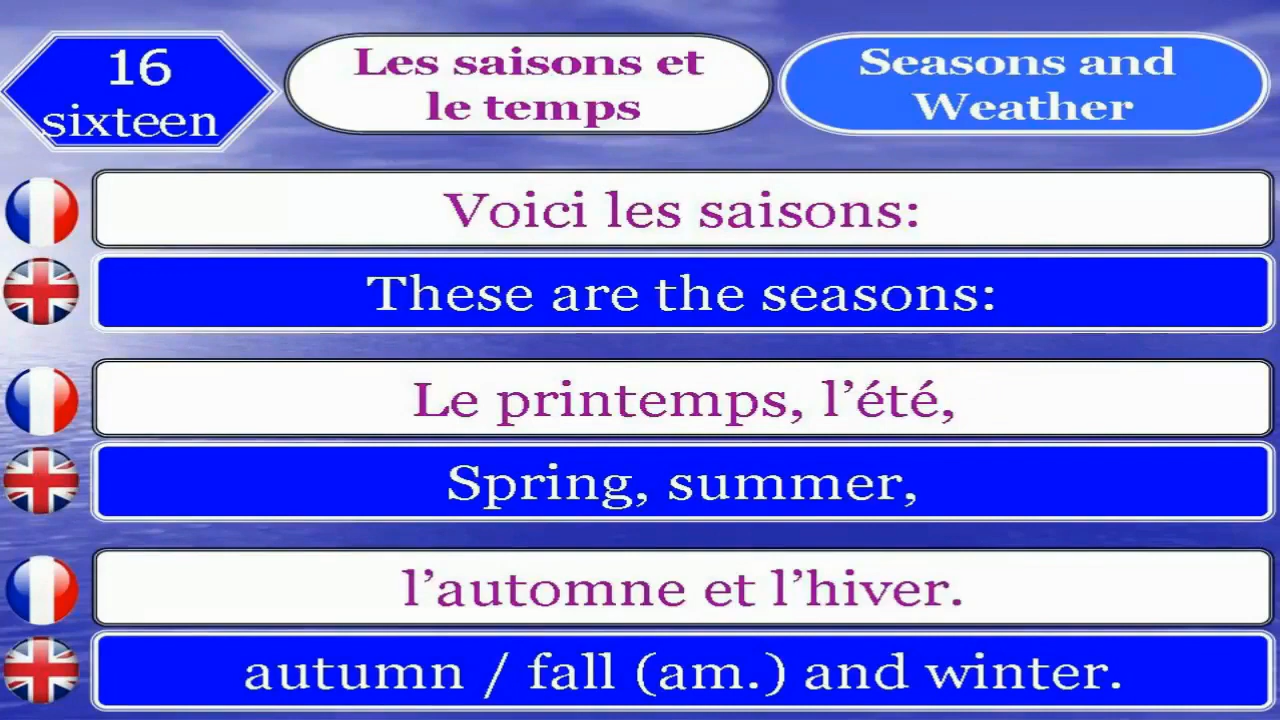 16
sixteen
Les saisons et
le temps
Seasons and
Weather
Voici les saisons:
These are the seasons:
Le printemps, l’été,
Spring, summer,
l’automne et l’hiver.
autumn / fall (am.) and winter.